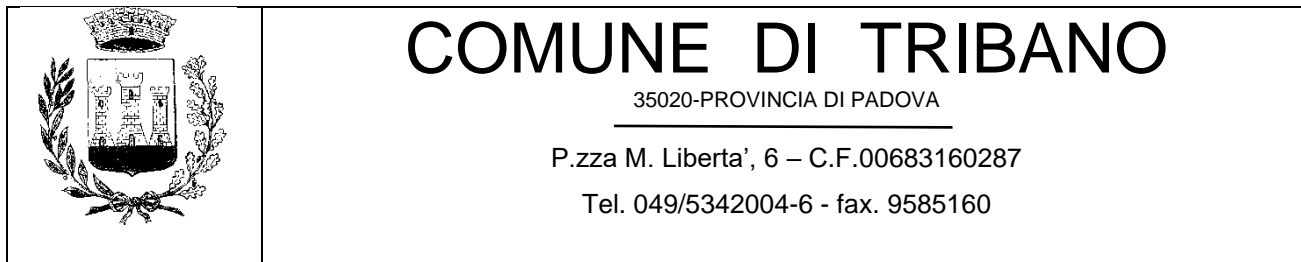 COMUNE DI TRIBANO
35020-PROVINCIA DI PADOVA
P.zza M. Liberta’, 6 – C.F.00683160287
Tel. 049/5342004-6 - fax. 9585160